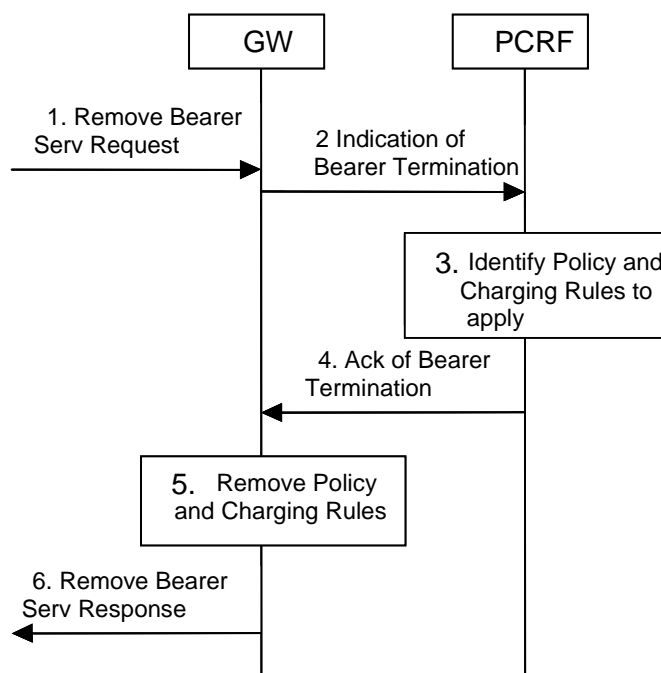 GW
PCRF
1. Remove Bearer
Serv Request
2 Indication of
Bearer Termination
3. Identify Policy and
Charging Rules to
apply
4. Ack of Bearer
Termination
5. Remove Policy
and Charging Rules
6. Remove Bearer
Serv Response